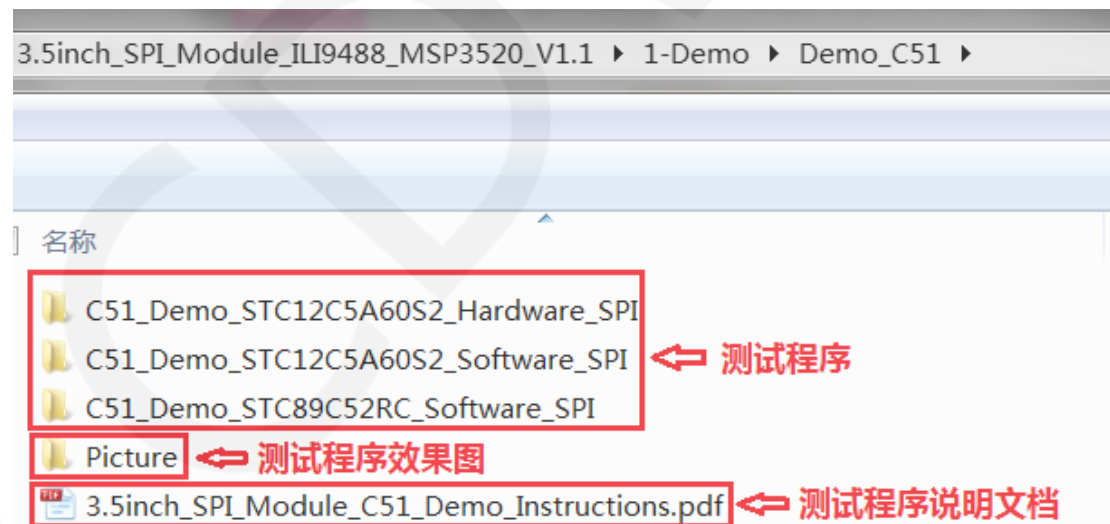 3.5inch_SPI_Module_ILI9488_MSP3520_V1.1 ▸ 1-Demo ▸ Demo_C51 ▸
名称
C51_Demo_STC12C5A60S2_Hardware_SPI
C51_Demo_STC12C5A60S2_Software_SPI 测试程序
C51_Demo_STC89C52RC_Software_SPI
Picture 测试程序效果图
3.5inch_SPI_Module_C51_Demo_Instructions.pdf 测试程序说明文档